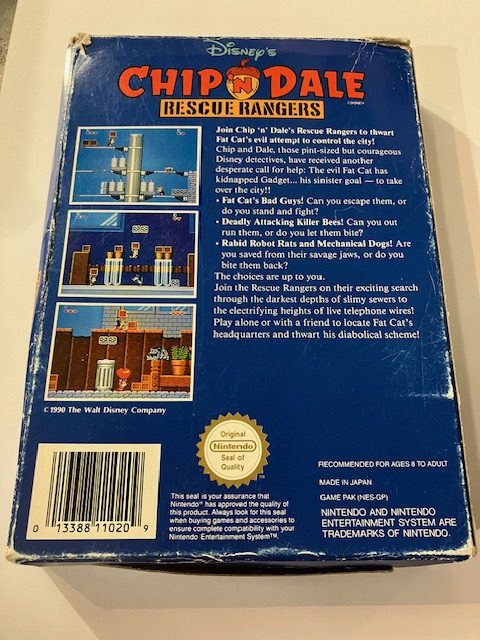 Disney's
CHIP 'N DALE
RESCUE RANGERS
© DISNEY
Join Chip 'n' Dale's Rescue Rangers to thwart
Fat Cat's evil attempt to control the city!
Chip and Dale, those pint-sized but courageous
Disney detectives, have received another
desperate call for help: The evil Fat Cat has
kidnapped Gadget... his sinister goal — to take
over the city!!
• Fat Cat's Bad Guys! Can you escape them, or
do you stand and fight?
• Deadly Attacking Killer Bees! Can you out
run them, or do you let them bite?
• Rabid Robot Rats and Mechanical Dogs! Are
you saved from their savage jaws, or do you
bite them back?
The choices are up to you.
Join the Rescue Rangers on their exciting search
through the darkest depths of slimy sewers to
the electrifying heights of live telephone wires!
Play alone or with a friend to locate Fat Cat's
headquarters and thwart his diabolical scheme!
© 1990 The Walt Disney Company
0 13388 11020 9
Original
Nintendo
Seal of
Quality
TM
This seal is your assurance that
Nintendo® has approved the quality of
this product. Always look for this seal
when buying games and accessories to
ensure complete compatibility with your
Nintendo Entertainment System™.
RECOMMENDED FOR AGES 8 TO ADULT
MADE IN JAPAN
GAME PAK (NES-GP)
NINTENDO AND NINTENDO
ENTERTAINMENT SYSTEM ARE
TRADEMARKS OF NINTENDO.